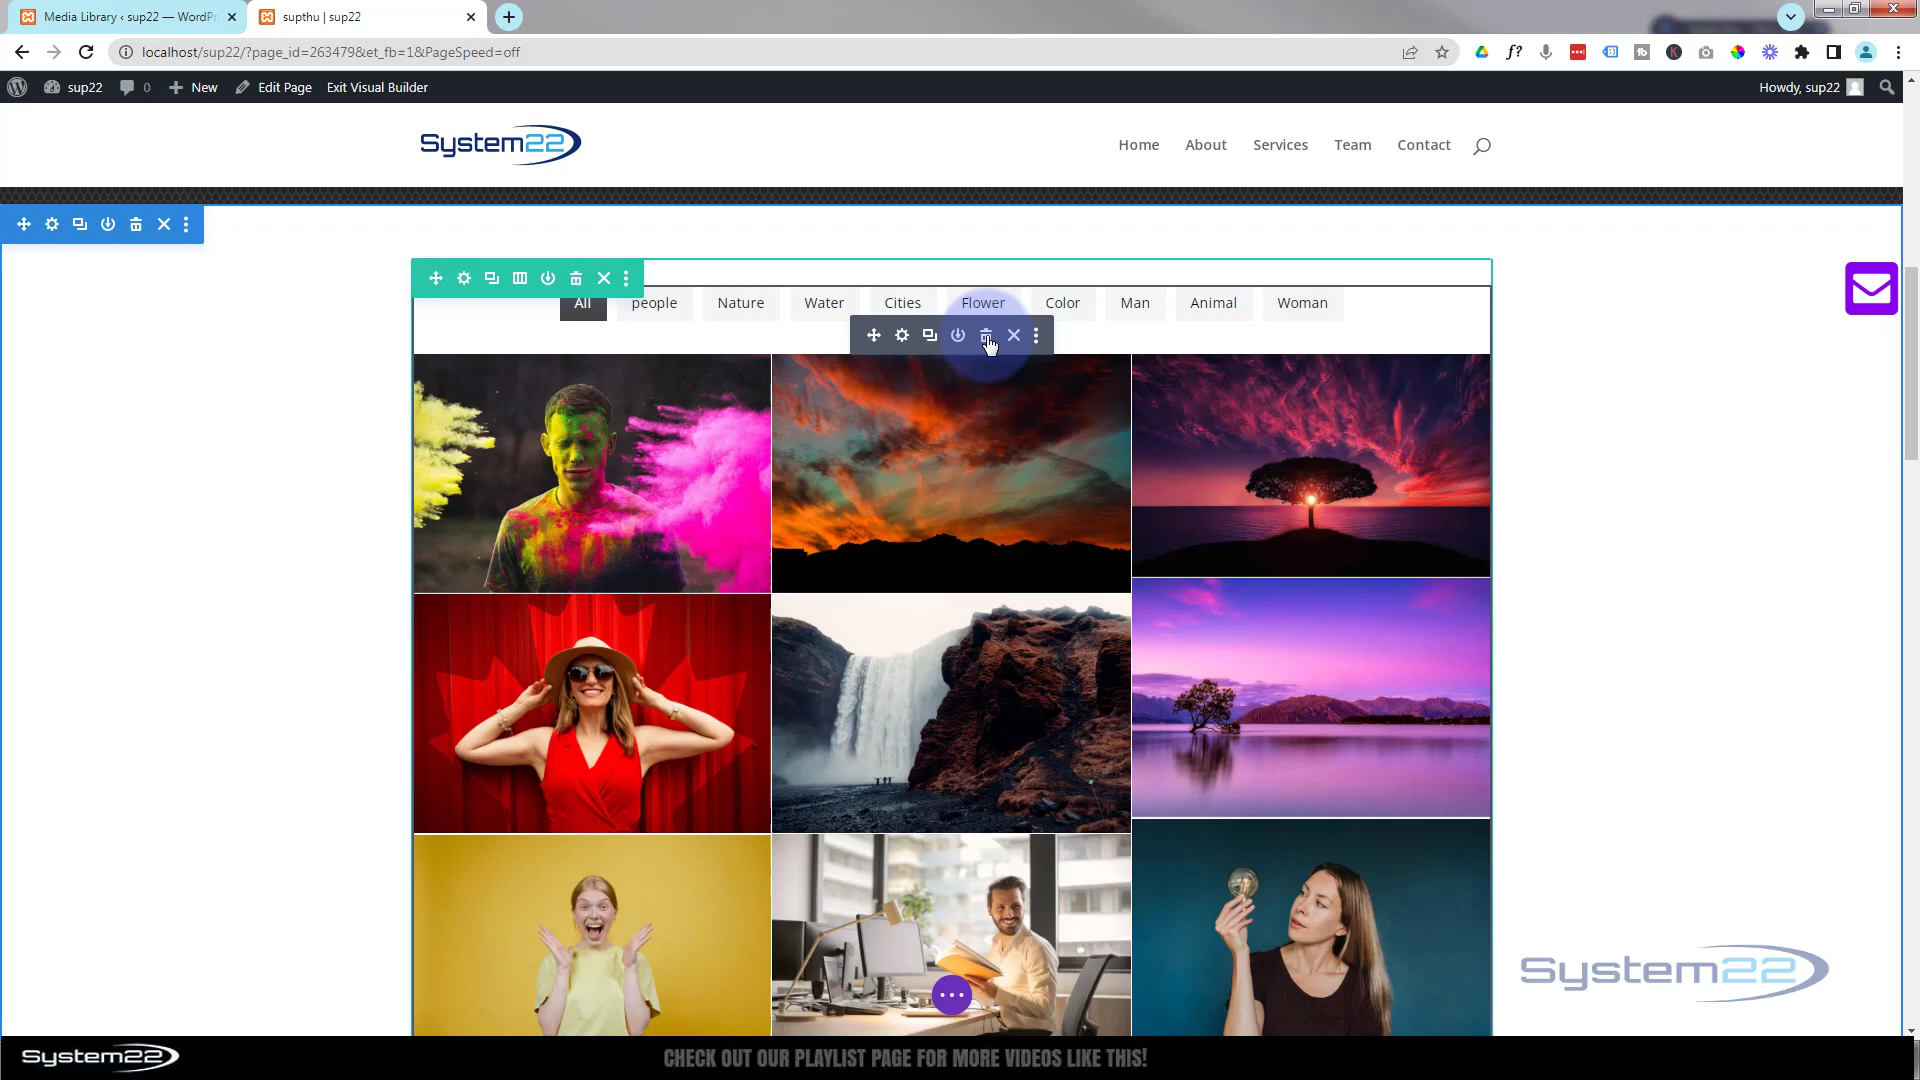 Media Library ‹ sup22 — WordPr
supthu | sup22
localhost/sup22/?page_id=263479&et_fb=1&PageSpeed=off
sup22 0 New Edit Page Exit Visual Builder
Howdy, sup22
System22
Home About Services Team Contact
All people Nature Water Cities Flower Color Man Animal Woman
System22
System22
CHECK OUT OUR PLAYLIST PAGE FOR MORE VIDEOS LIKE THIS!